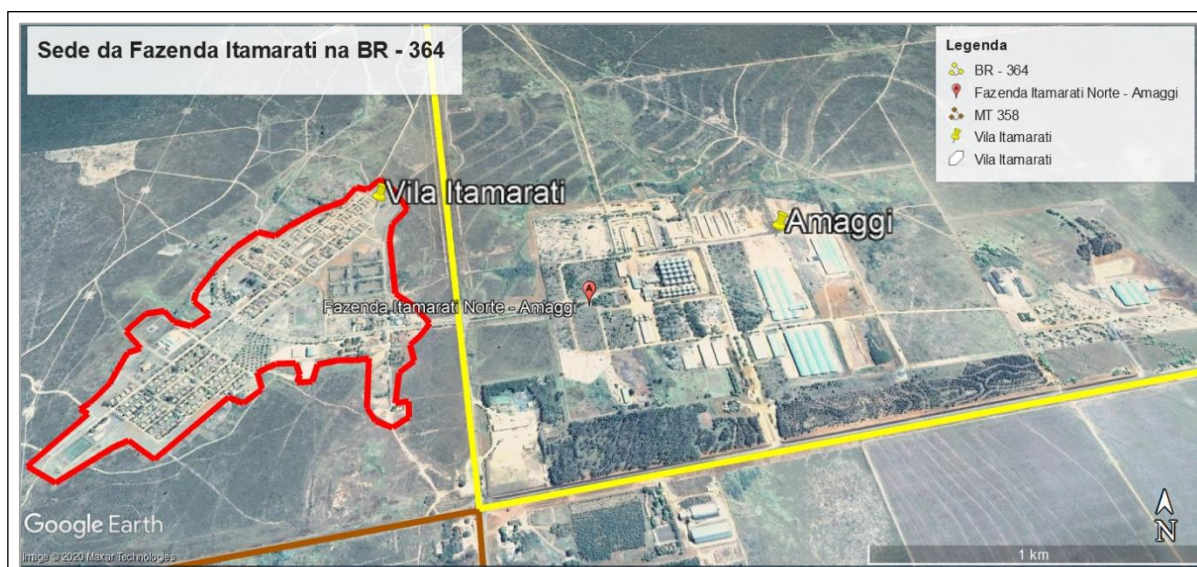 Sede da Fazenda Itamarati na BR - 364
Legenda
BR - 364
Fazenda Itamarati Norte - Amaggi
MT 358
Vila Itamarati
Vila Itamarati
Vila Itamarati
Amaggi
A
Fazenda Itamarati Norte - Amaggi
Google Earth
Image © 2020 Maxar Technologies
1 km
N